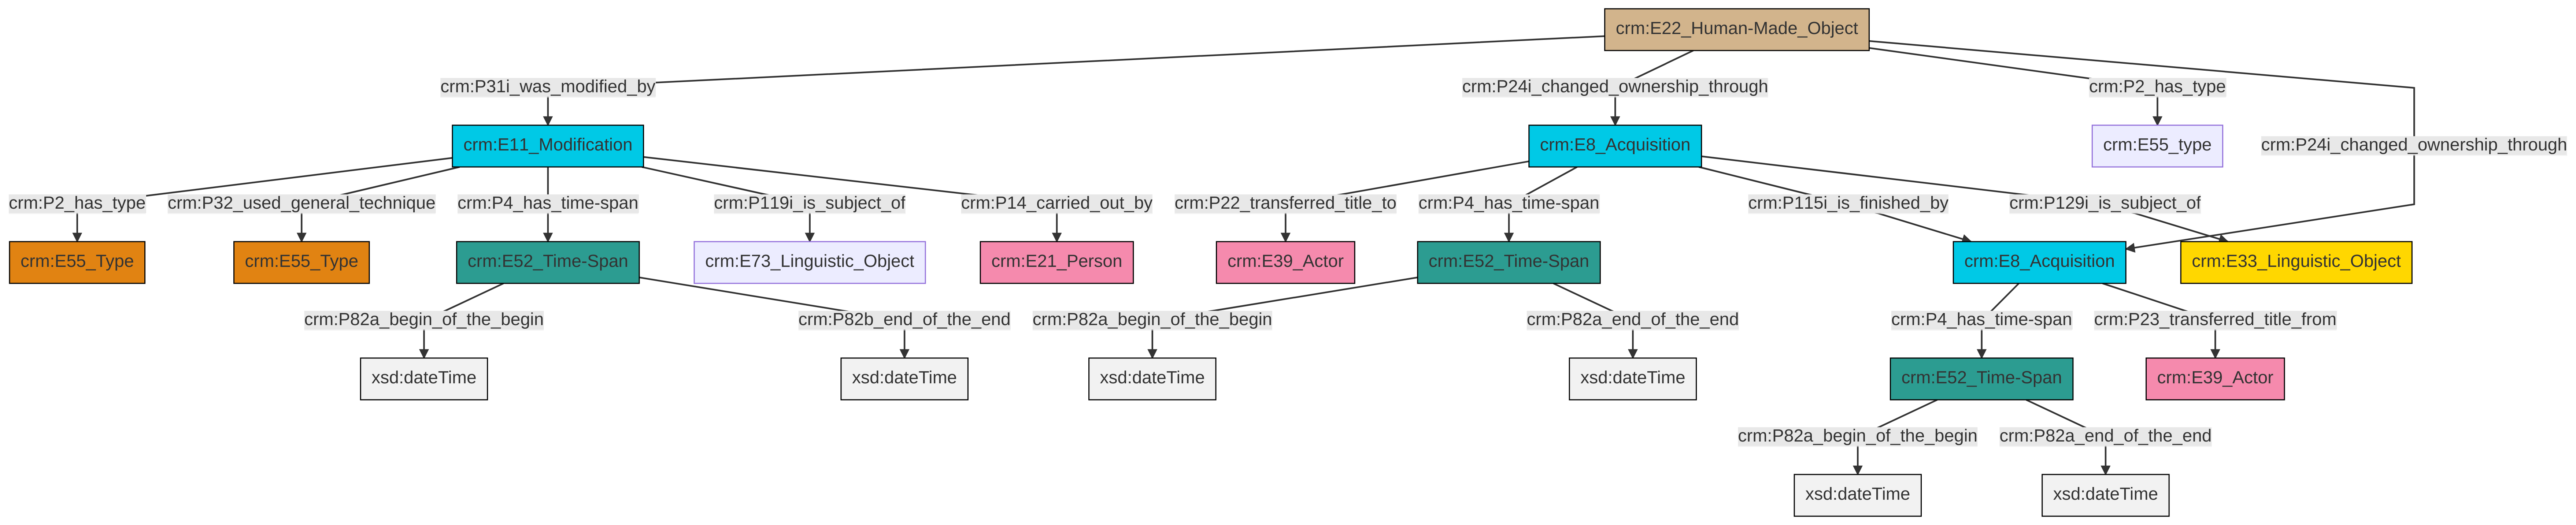 crm:E22_Human-Made_Object
crm:P31i_was_modified_by
crm:P24i_changed_ownership_through
crm:P2_has_type
crm:P24i_changed_ownership_through
crm:E11_Modification
crm:E8_Acquisition
crm:E55_type
crm:P2_has_type
crm:P32_used_general_technique
crm:P4_has_time-span
crm:P119i_is_subject_of
crm:P14_carried_out_by
crm:P22_transferred_title_to
crm:P4_has_time-span
crm:P115i_is_finished_by
crm:P129i_is_subject_of
crm:E55_Type
crm:E55_Type
crm:E52_Time-Span
crm:E73_Linguistic_Object
crm:E21_Person
crm:E39_Actor
crm:E52_Time-Span
crm:E8_Acquisition
crm:E33_Linguistic_Object
crm:P82a_begin_of_the_begin
crm:P82b_end_of_the_end
crm:P82a_begin_of_the_begin
crm:P82a_end_of_the_end
crm:P4_has_time-span
crm:P23_transferred_title_from
xsd:dateTime
xsd:dateTime
xsd:dateTime
xsd:dateTime
crm:E52_Time-Span
crm:E39_Actor
crm:P82a_begin_of_the_begin
crm:P82a_end_of_the_end
xsd:dateTime
xsd:dateTime